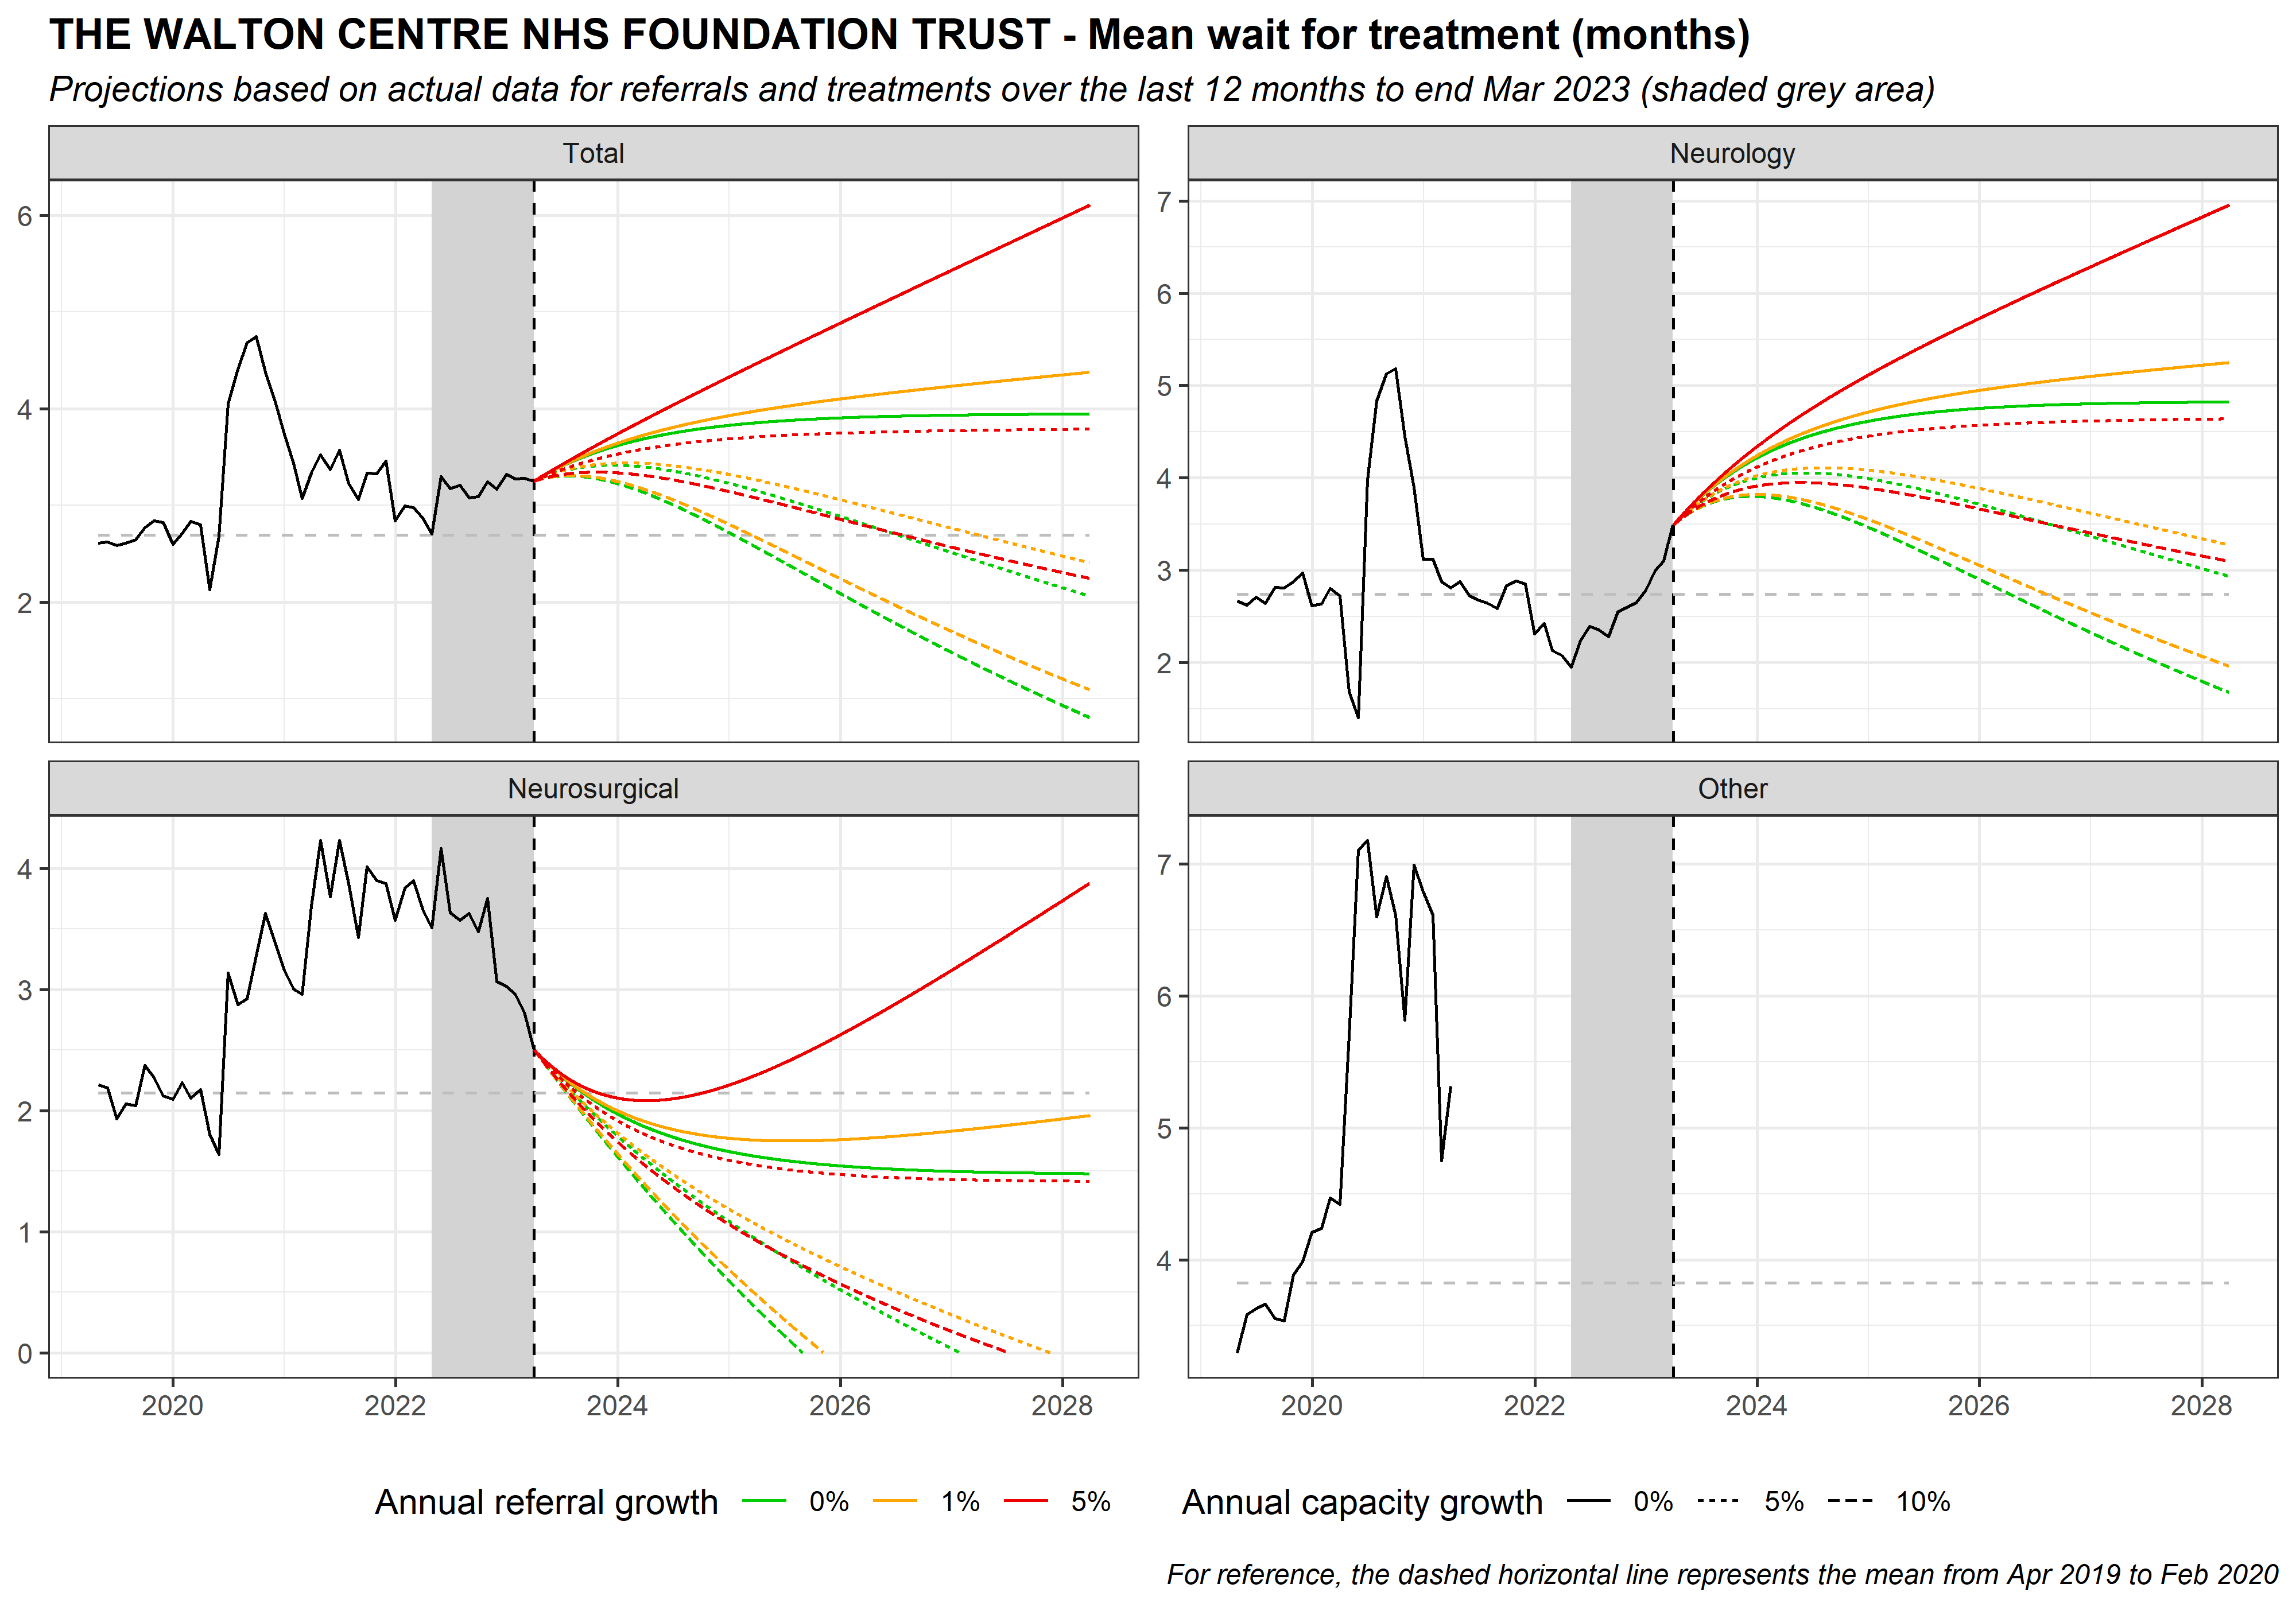 THE WALTON CENTRE NHS FOUNDATION TRUST - Mean wait for treatment (months)
Projections based on actual data for referrals and treatments over the last 12 months to end Mar 2023 (shaded grey area)
Total
6
4
2
Neurology
7
6
5
4
3
2
Neurosurgical
4
3
2
1
0
2020 2022 2024 2026 2028
Other
7
6
5
4
2020 2022 2024 2026 2028
Annual referral growth 0% 1% 5%
Annual capacity growth 0% 5% 10%
For reference, the dashed horizontal line represents the mean from Apr 2019 to Feb 2020